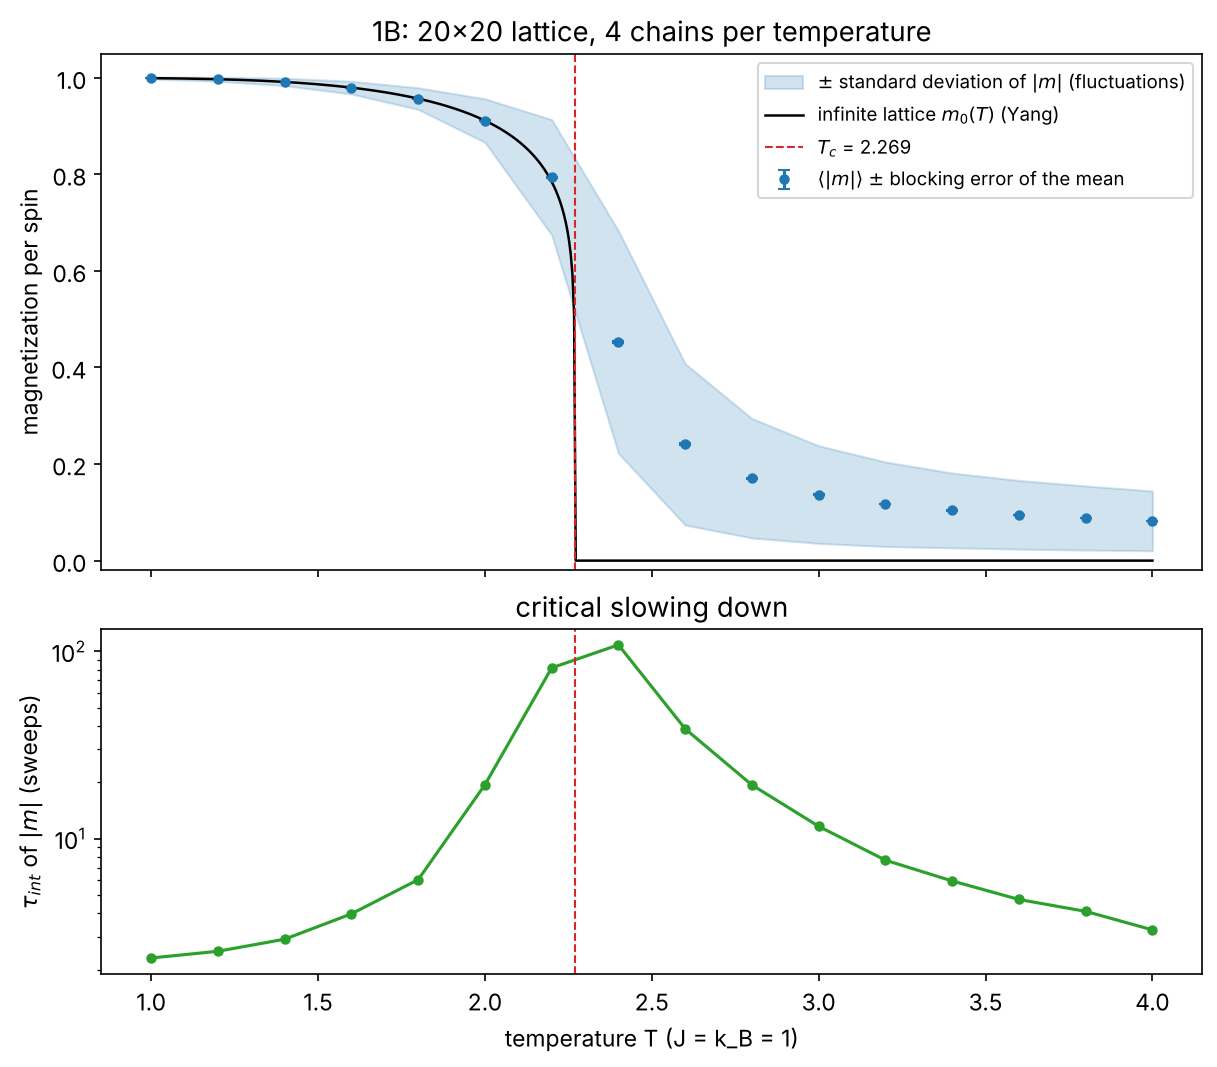 1B: 20×20 lattice, 4 chains per temperature
± standard deviation of |m| (fluctuations)
infinite lattice m₀(T) (Yang)
T_c = 2.269
⟨|m|⟩ ± blocking error of the mean
magnetization per spin
1.0
0.8
0.6
0.4
0.2
0.0
critical slowing down
τ_int of |m| (sweeps)
10²
10¹
1.0 1.5 2.0 2.5 3.0 3.5 4.0
temperature T (J = k_B = 1)